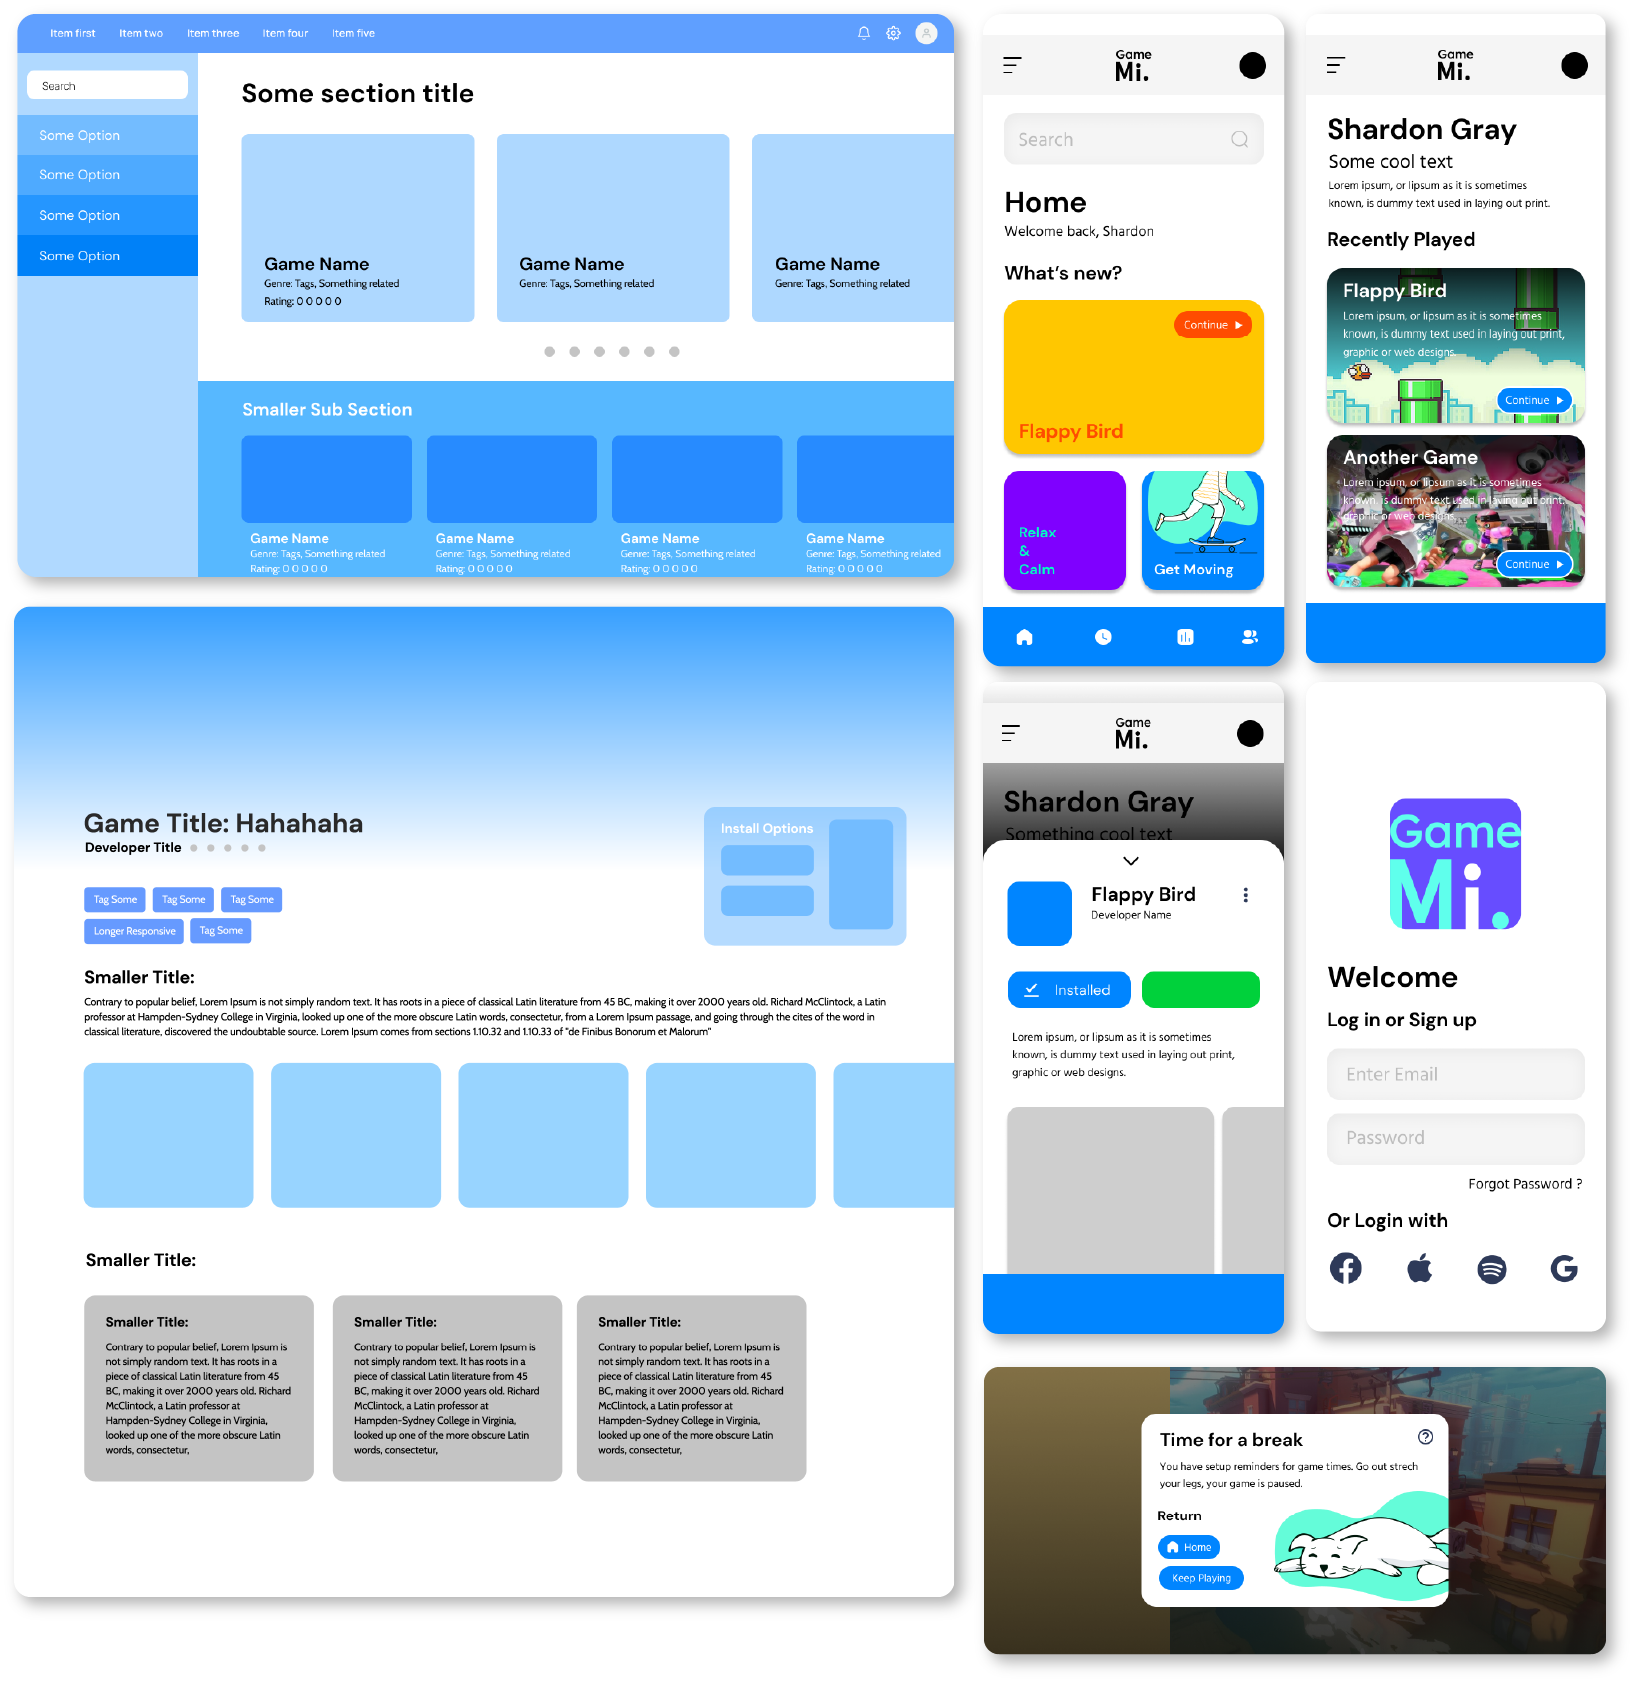 Item first Item two Item three Item four Item five
Search
Some Option
Some Option
Some Option
Some Option
Some section title
Game Name
Genre: Tags, Something related
Rating: 0 0 0 0 0
Game Name
Genre: Tags, Something related
Game Name
Genre: Tags, Something related
Smaller Sub Section
Game Name
Genre: Tags, Something related
Rating: 0 0 0 0 0
Game Name
Genre: Tags, Something related
Rating: 0 0 0 0 0
Game Name
Genre: Tags, Something related
Rating: 0 0 0 0 0
Game Name
Genre: Tags, Something related
Rating: 0 0 0 0 0
Game
Mi.
Search
Home
Welcome back, Shardon
What's new?
Continue
Flappy Bird
Relax
&
Calm
Get Moving
Game
Mi.
Shardon Gray
Some cool text
Lorem ipsum, or lipsum as it is sometimes
known, is dummy text used in laying out print.
Recently Played
Flappy Bird
Lorem ipsum, or lipsum as it is sometimes
known, is dummy text used in laying out print,
graphic or web designs.
Continue
Another Game
Lorem ipsum, or lipsum as it is sometimes
known, is dummy text used in laying out print,
graphic or web designs.
Continue
Game Title: Hahahaha
Developer Title
Install Options
Tag Some Tag Some Tag Some
Longer Responsive Tag Some
Smaller Title:
Contrary to popular belief, Lorem Ipsum is not simply random text. It has roots in a piece of classical Latin literature from 45 BC, making it over 2000 years old. Richard McClintock, a Latin
professor at Hampden-Sydney College in Virginia, looked up one of the more obscure Latin words, consectetur, from a Lorem Ipsum passage, and going through the cites of the word in
classical literature, discovered the undoubtable source. Lorem Ipsum comes from sections 1.10.32 and 1.10.33 of "de Finibus Bonorum et Malorum"
Smaller Title:
Smaller Title:
Contrary to popular belief, Lorem Ipsum is
not simply random text. It has roots in a
piece of classical Latin literature from 45
BC, making it over 2000 years old. Richard
McClintock, a Latin professor at
Hampden-Sydney College in Virginia,
looked up one of the more obscure Latin
words, consectetur,
Smaller Title:
Contrary to popular belief, Lorem Ipsum is
not simply random text. It has roots in a
piece of classical Latin literature from 45
BC, making it over 2000 years old. Richard
McClintock, a Latin professor at
Hampden-Sydney College in Virginia,
looked up one of the more obscure Latin
words, consectetur,
Smaller Title:
Contrary to popular belief, Lorem Ipsum is
not simply random text. It has roots in a
piece of classical Latin literature from 45
BC, making it over 2000 years old. Richard
McClintock, a Latin professor at
Hampden-Sydney College in Virginia,
looked up one of the more obscure Latin
words, consectetur,
Game
Mi.
Shardon Gray
Something cool text
Flappy Bird
Developer Name
Installed
Lorem ipsum, or lipsum as it is sometimes
known, is dummy text used in laying out print,
graphic or web designs.
Game
Mi.
Welcome
Log in or Sign up
Enter Email
Password
Forgot Password ?
Or Login with
Time for a break
You have setup reminders for game times. Go out strech
your legs, your game is paused.
Return
Home
Keep Playing